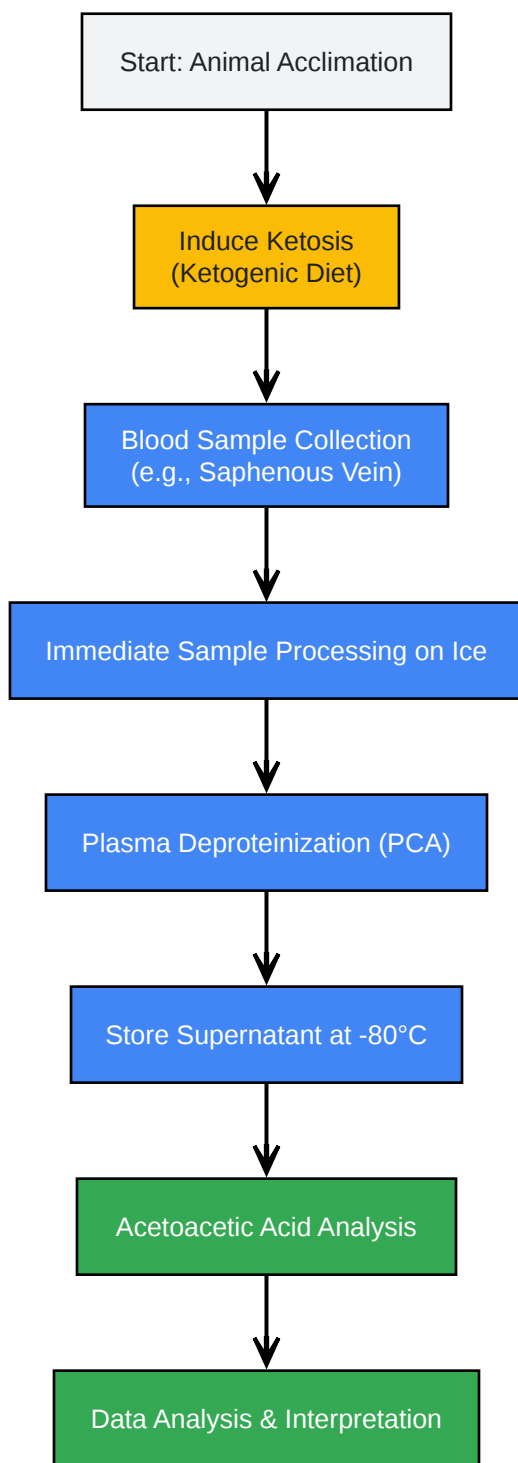 Start: Animal Acclimation
Induce Ketosis
(Ketogenic Diet)
Blood Sample Collection
(e.g., Saphenous Vein)
Immediate Sample Processing on Ice
Plasma Deproteinization (PCA)
Store Supernatant at -80°C
Acetoacetic Acid Analysis
Data Analysis & Interpretation